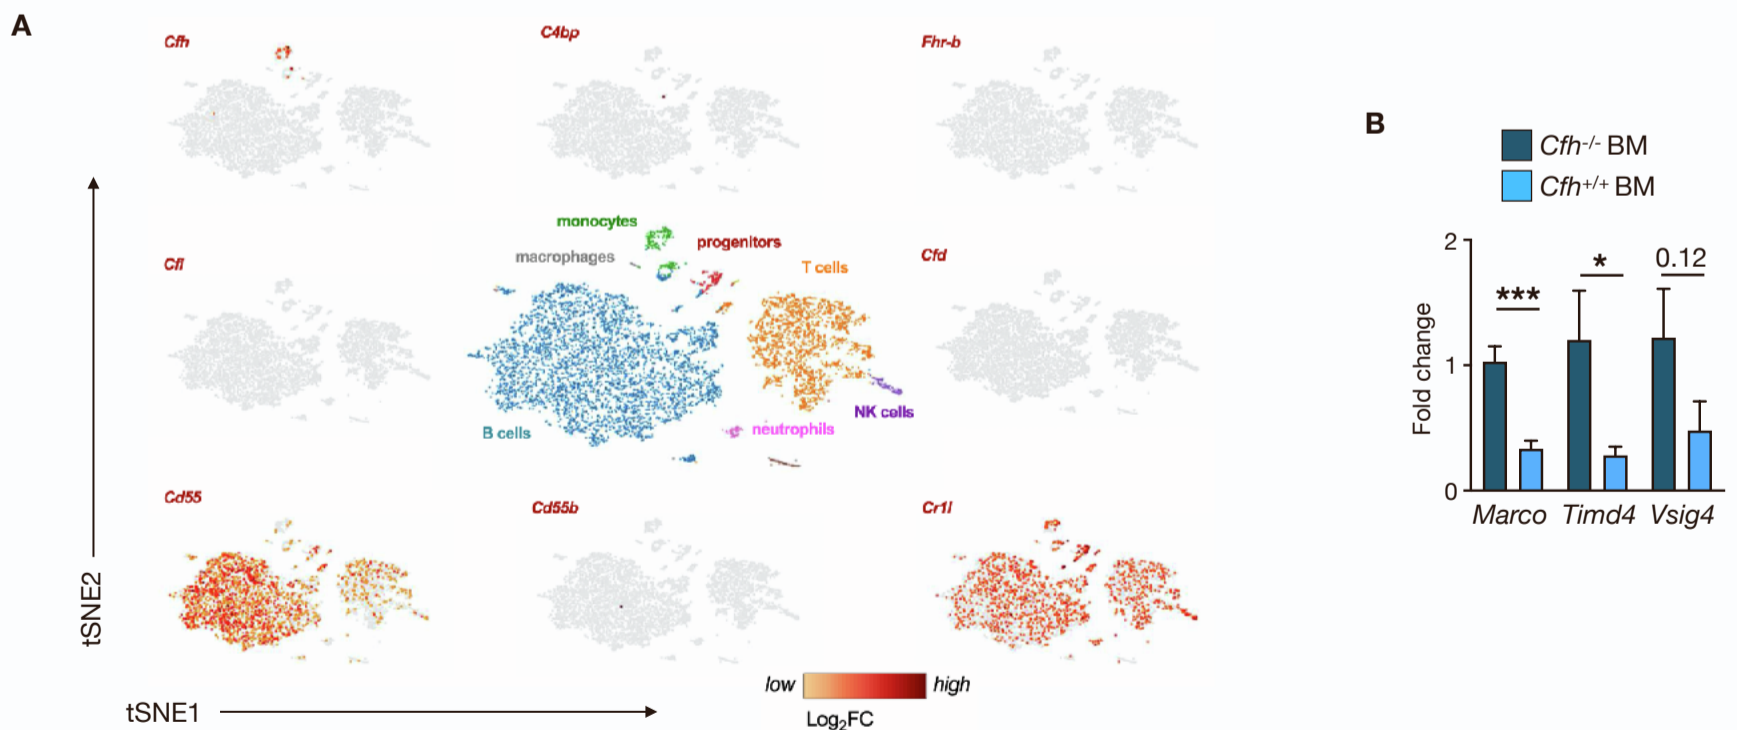 A
Cfh
C4bp
Fhr-b
B
Cfh-/- BM
Cfh+/+ BM
monocytes
progenitors
macrophages
T cells
Cfi
Cfd
NK cells
B cells
neutrophils
Cd55
Cd55b
Cr1l
tSNE2
tSNE1
low
high
Log2FC
2
1
0
Fold change
***
*
0.12
Marco Timd4 Vsig4